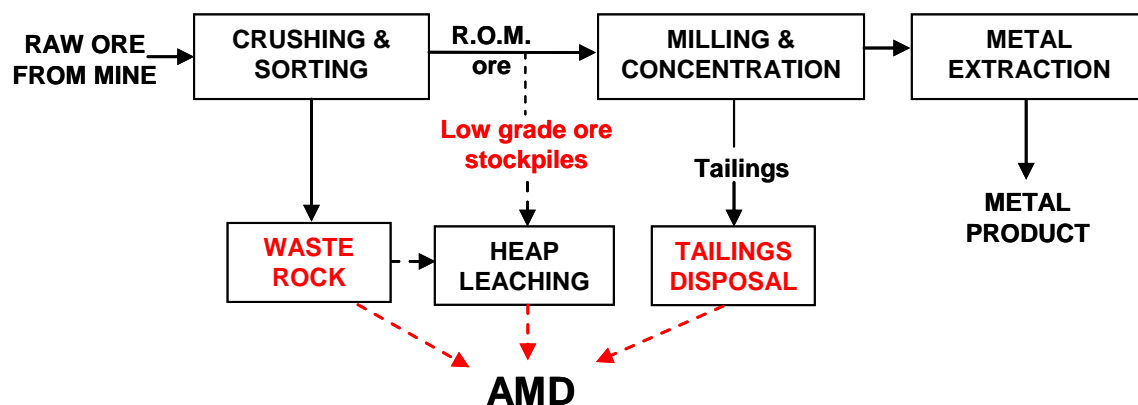 RAW ORE
FROM MINE
CRUSHING &
SORTING
R.O.M.
ore
MILLING &
CONCENTRATION
METAL
EXTRACTION
Low grade ore
stockpiles
Tailings
METAL
PRODUCT
WASTE
ROCK
HEAP
LEACHING
TAILINGS
DISPOSAL
AMD